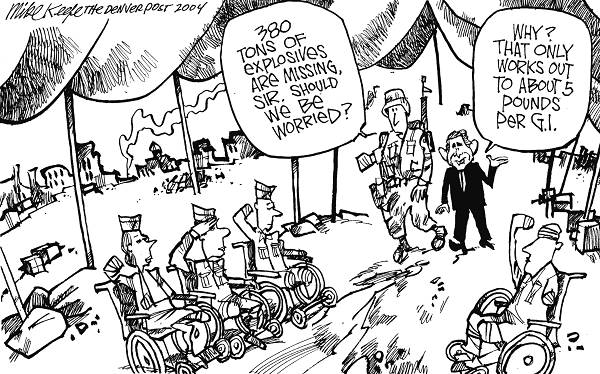 Mike Keefe THE DENVER POST 2004
380
TONS OF
EXPLOSIVES
ARE MISSING,
SIR. SHOULD
WE BE
WORRIED?
WHY?
THAT ONLY
WORKS OUT
TO ABOUT 5
POUNDS
PER G.I.